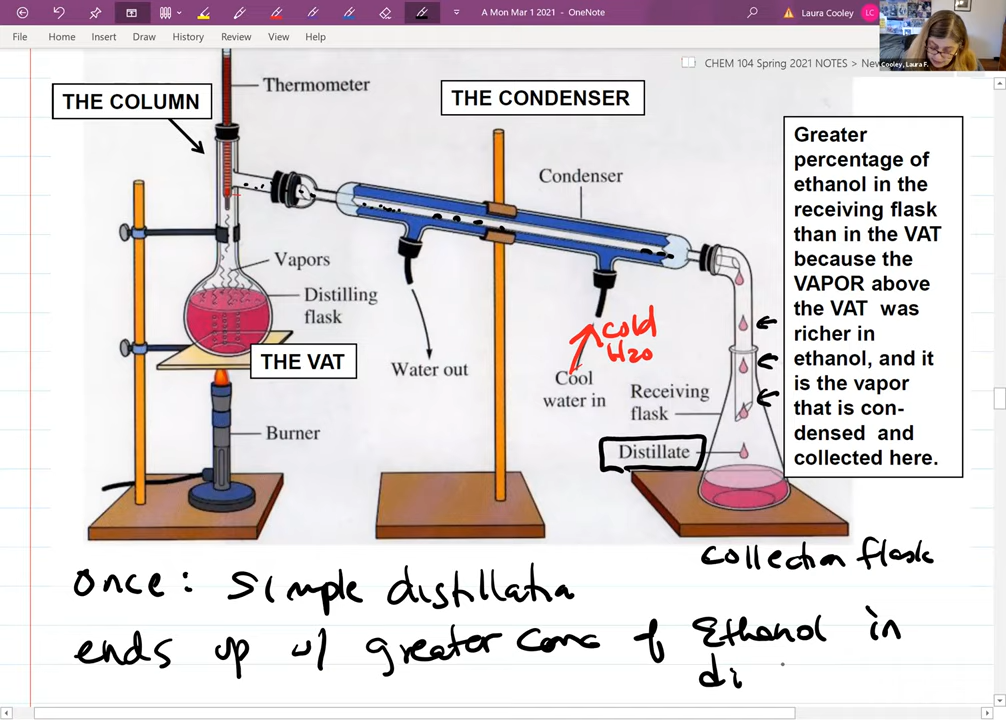 A Mon Mar 1 2021 - OneNote
Laura Cooley
LC
File Home Insert Draw History Review View Help
Cooley, Laura F.
CHEM 104 Spring 2021 NOTES >
THE COLUMN
Thermometer
THE CONDENSER
Condenser
Vapors
Distilling
flask
THE VAT
Burner
Water out
cold
H2O
Cool
water in
Receiving
flask
Distillate
Greater
percentage of
ethanol in the
receiving flask
than in the VAT
because the
VAPOR above
the VAT was
richer in
ethanol, and it
is the vapor
that is con-
densed and
collected here.
collection flask
once: Simple distillation
ends up w/ greater conc of Ethanol in
di